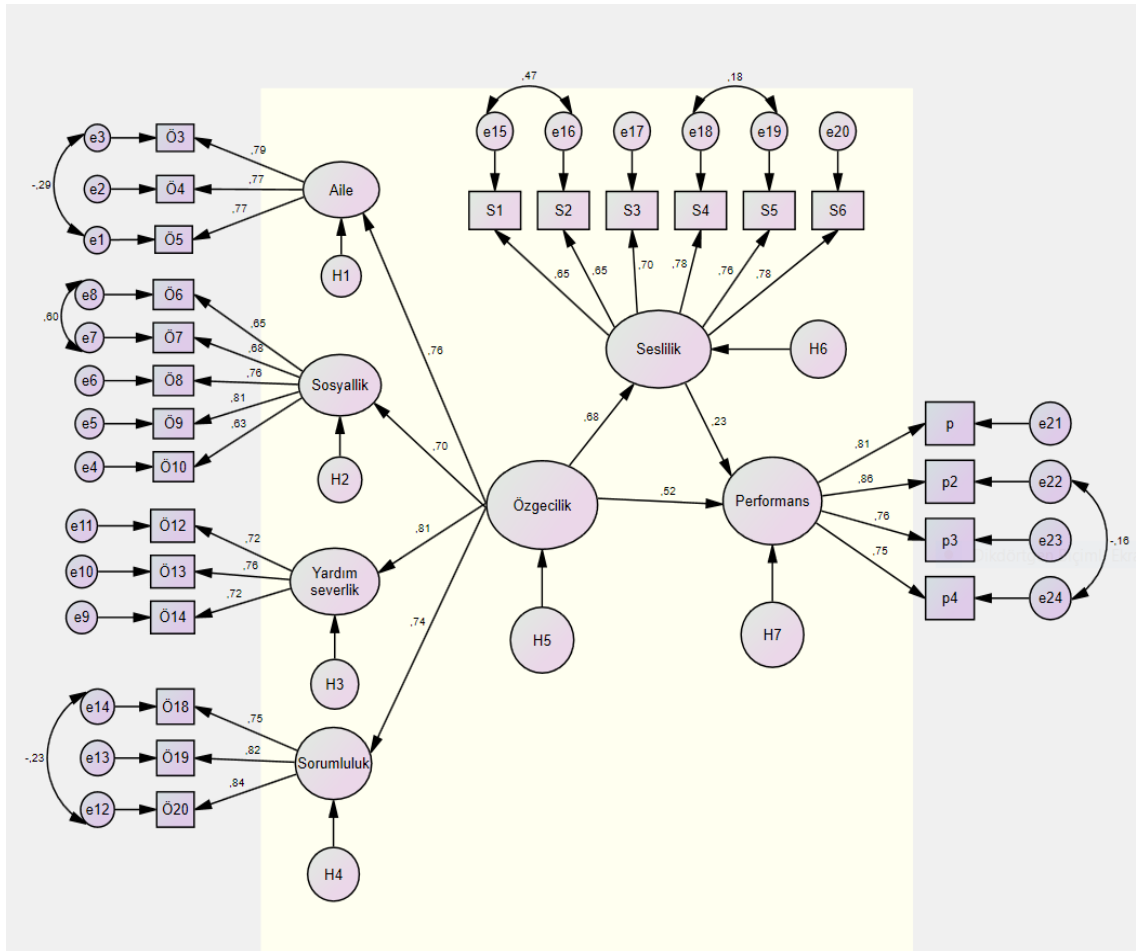 ,47
,18
e15
e16
e17
e18
e19
e20
S1
S2
S3
S4
S5
S6
,65
,65
,70
,78
,76
,78
Seslilik
H6
e3
Ö3
,79
e2
Ö4
,77
Aile
-,29
e1
Ö5
,77
H1
e8
Ö6
,65
,60
e7
Ö7
,68
e6
Ö8
,76
Sosyallik
e5
Ö9
,81
e4
Ö10
,63
H2
,76
,70
,68
,23
Özgecilik
,52
Performans
H5
H7
,81
p
e21
,86
p2
e22
,76
p3
e23
-,16
,75
p4
e24
e11
Ö12
,72
e10
Ö13
,76
Yardım
severlik
e9
Ö14
,72
H3
,81
,74
e14
Ö18
,75
-,23
e13
Ö19
,82
Sorumluluk
e12
Ö20
,84
H4